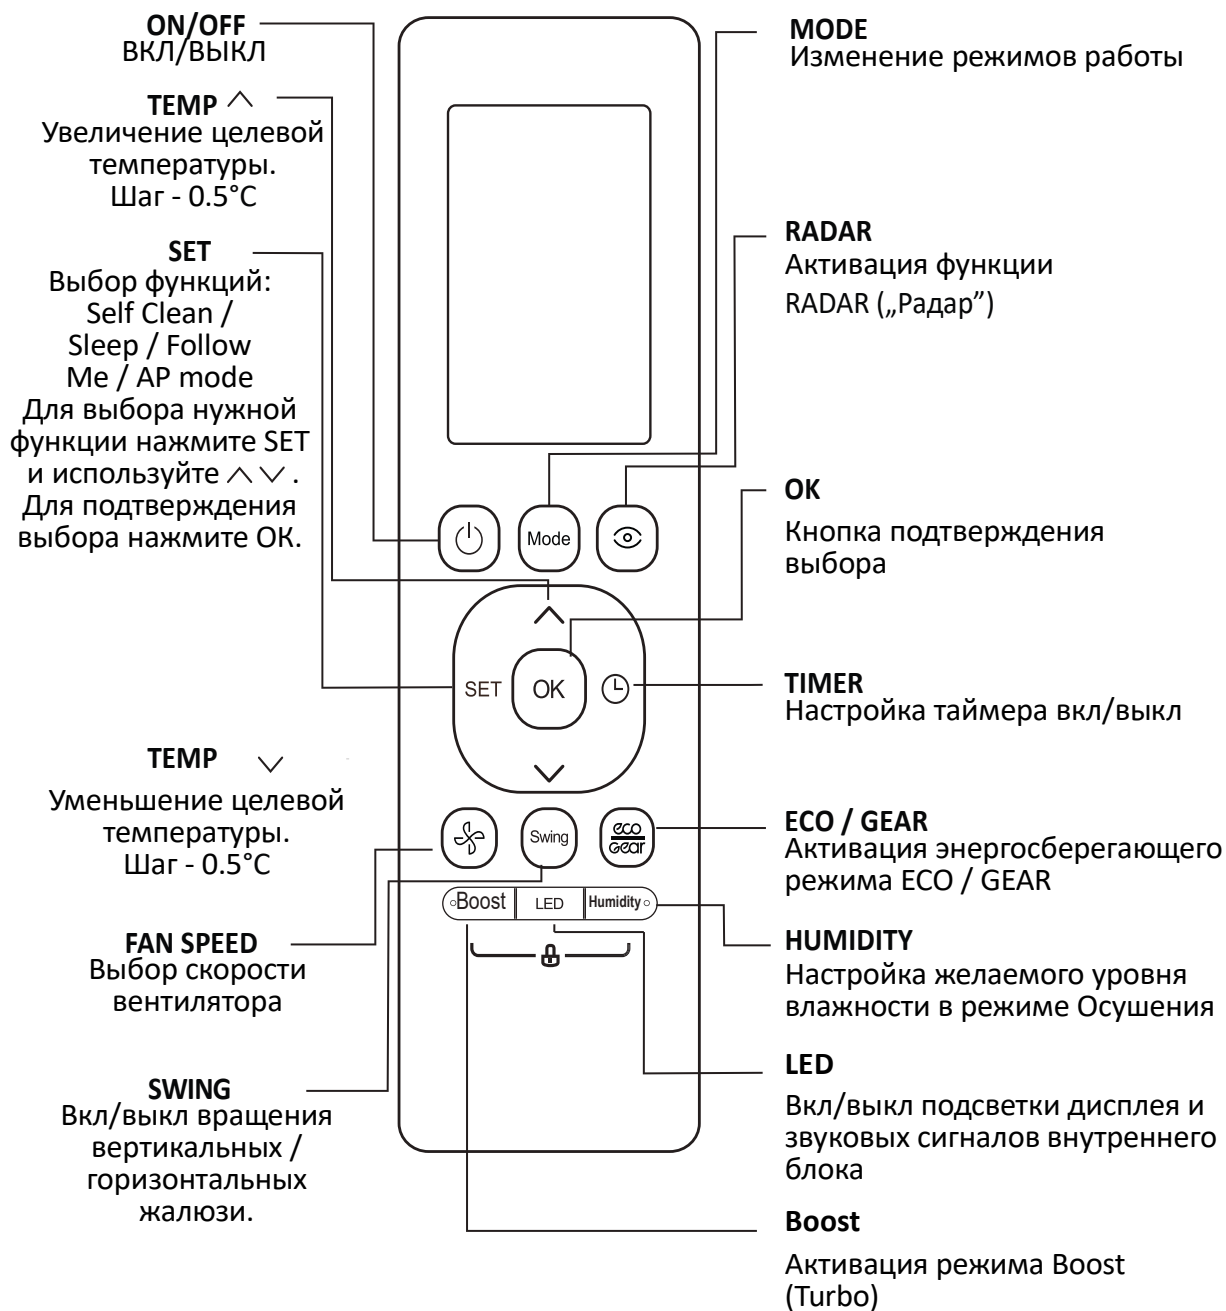 ON/OFF
ВКЛ/ВЫКЛ
TEMP
Увеличение целевой
температуры.
Шаг - 0.5°C
SET
Выбор функций:
Self Clean /
Sleep / Follow
Me / AP mode
Для выбора нужной
функции нажмите SET
и используйте .
Для подтверждения
выбора нажмите ОК.
TEMP
Уменьшение целевой
температуры.
Шаг - 0.5°C
FAN SPEED
Выбор скорости
вентилятора
SWING
Вкл/выкл вращения
вертикальных /
горизонтальных
жалюзи.
Mode
SET
OK
Swing
eco
Gear
Boost LED Humidity
MODE
Изменение режимов работы
RADAR
Активация функции
RADAR („Радар”)
OK
Кнопка подтверждения
выбора
TIMER
Настройка таймера вкл/выкл
ECO / GEAR
Активация энергосберегающего
режима ECO / GEAR
HUMIDITY
Настройка желаемого уровня
влажности в режиме Осушения
LED
Вкл/выкл подсветки дисплея и
звуковых сигналов внутреннего
блока
Boost
Активация режима Boost
(Turbo)